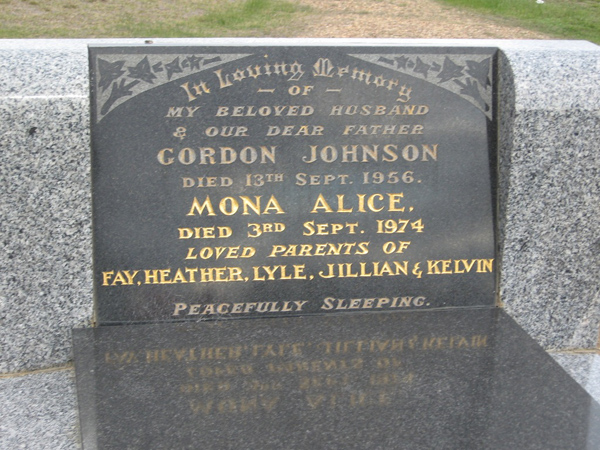 In Loving Memory
— OF —
MY BELOVED HUSBAND
& OUR DEAR FATHER
GORDON JOHNSON
DIED 13TH SEPT. 1956.
MONA ALICE.
DIED 3RD SEPT. 1974
LOVED PARENTS OF
FAY, HEATHER, LYLE, JILLIAN & KELVIN
PEACEFULLY SLEEPING.